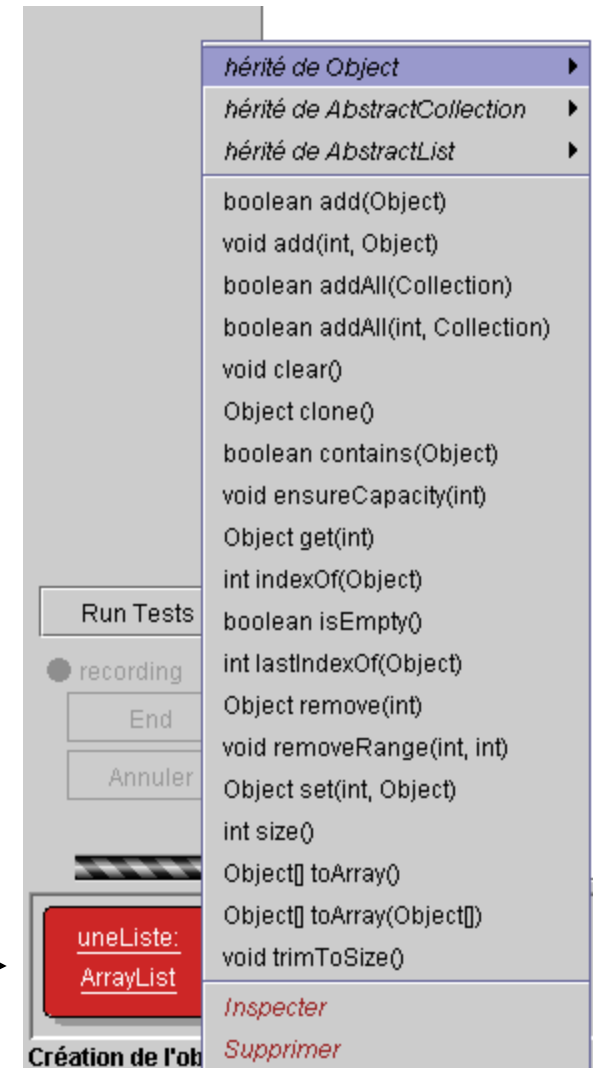 hérité de Object
hérité de AbstractCollection
hérité de AbstractList
boolean add(Object)
void add(int, Object)
boolean addAll(Collection)
boolean addAll(int, Collection)
void clear()
Object clone()
boolean contains(Object)
void ensureCapacity(int)
Object get(int)
int indexOf(Object)
boolean isEmpty()
int lastIndexOf(Object)
Object remove(int)
void removeRange(int, int)
Object set(int, Object)
int size()
Object[] toArray()
Object[] toArray(Object[])
void trimToSize()
Inspecter
Supprimer
Run Tests
recording
End
Annuler
uneListe:
ArrayList
Création de l'ob